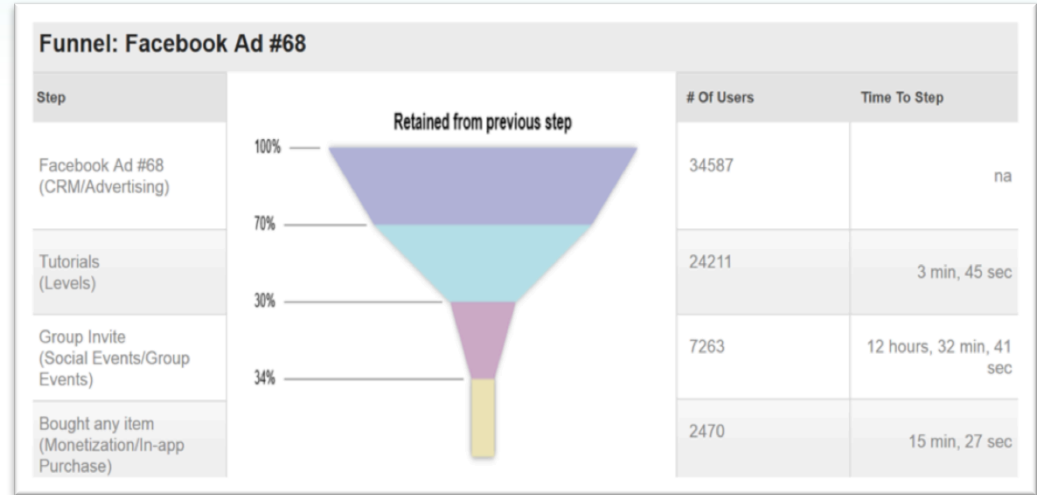 Funnel: Facebook Ad #68
Step
# Of Users
Time To Step
Retained from previous step
100%
Facebook Ad #68
(CRM/Advertising)
34587
na
70%
Tutorials
(Levels)
24211
3 min, 45 sec
30%
Group Invite
(Social Events/Group
Events)
7263
12 hours, 32 min, 41
sec
34%
Bought any item
(Monetization/In-app
Purchase)
2470
15 min, 27 sec